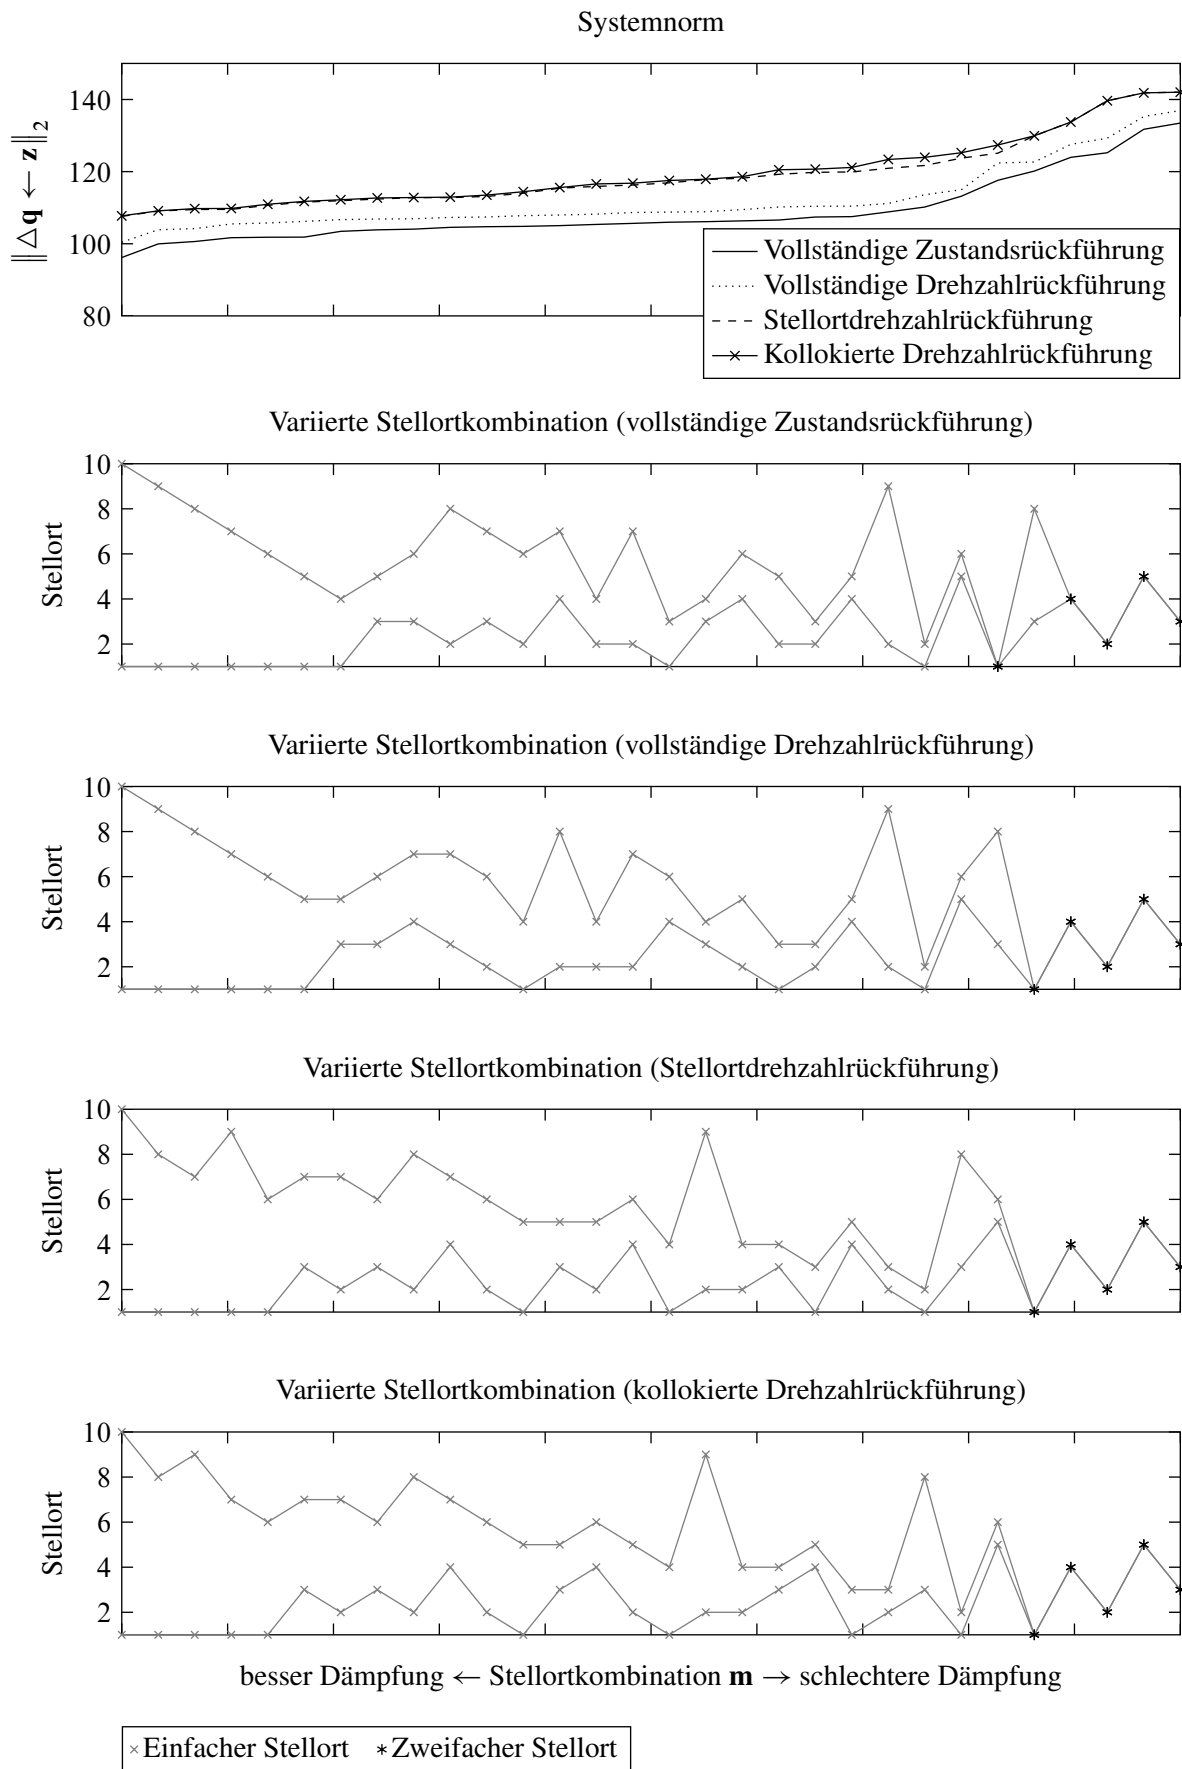 Systemnorm
140
120
100
80
‖△q ← z‖₂
Vollständige Zustandsrückführung
Vollständige Drehzahlrückführung
Stellortdrehzahlrückführung
Kollokierte Drehzahlrückführung
Variierte Stellortkombination (vollständige Zustandsrückführung)
10
8
6
4
2
Stellort
Variierte Stellortkombination (vollständige Drehzahlrückführung)
10
8
6
4
2
Stellort
Variierte Stellortkombination (Stellortdrehzahlrückführung)
10
8
6
4
2
Stellort
Variierte Stellortkombination (kollokierte Drehzahlrückführung)
10
8
6
4
2
Stellort
besser Dämpfung ← Stellortkombination m → schlechtere Dämpfung
Einfacher Stellort
Zweifacher Stellort